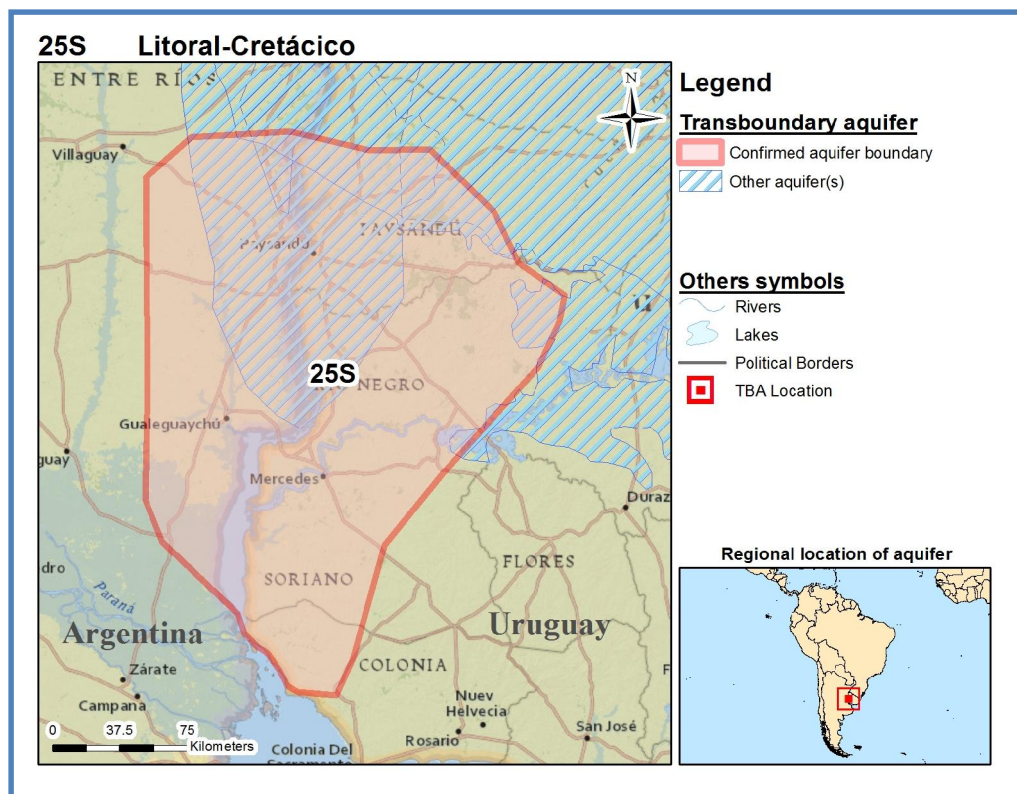 25S Litoral-Cretácico
ENTRE RÍOS
N
Villaguay
PAYSANDÚ
Paysandú
25S
NEGRO
Gualeguaychú
guay
Mercedes
Duraz
FLORES
SORIANO
dro
Paraná
Argentina
Uruguay
COLONIA
Zárate
Campana
Nuev
Helvecia
Rosario
San José
Colonia Del
Sacramento
F
0 37.5 75
Kilometers
Legend
Transboundary aquifer
Confirmed aquifer boundary
Other aquifer(s)
Others symbols
Rivers
Lakes
Political Borders
TBA Location
Regional location of aquifer